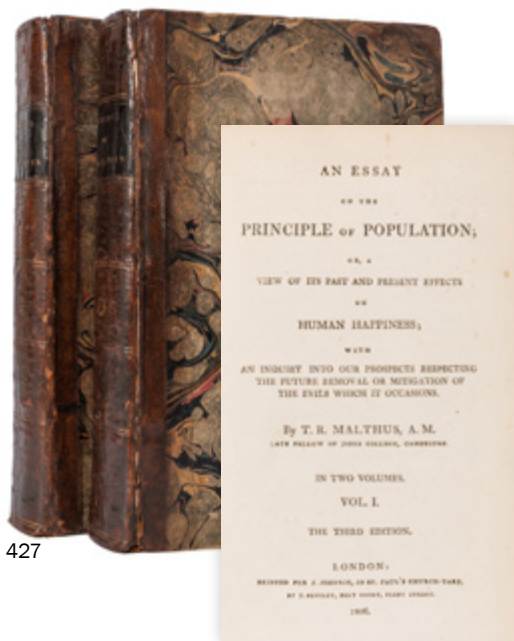 AN ESSAY
ON THE
PRINCIPLE OF POPULATION;
OR, A
VIEW OF ITS PAST AND PRESENT EFFECTS
ON
HUMAN HAPPINESS;
WITH
AN INQUIRY INTO OUR PROSPECTS RESPECTING
THE FUTURE REMOVAL OR MITIGATION OF
THE EVILS WHICH IT OCCASIONS.
By T. R. MALTHUS, A.M.
LATE FELLOW OF JESUS COLLEGE, CAMBRIDGE.
IN TWO VOLUMES.
VOL. I.
THE THIRD EDITION.
LONDON:
PRINTED FOR J. JOHNSON, IN ST. PAUL'S CHURCH-YARD,
BY T. BENSLEY, BOLT COURT, FLEET STREET.
1806.
427